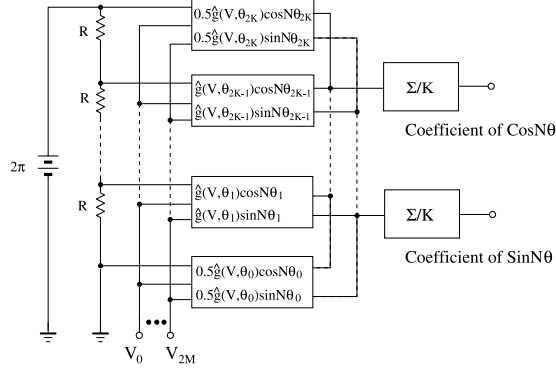 0.5ĝ(V,θ₂ₖ)cosNθ₂ₖ
0.5ĝ(V,θ₂ₖ)sinNθ₂ₖ
R
ĝ(V,θ₂ₖ₋₁)cosNθ₂ₖ₋₁
ĝ(V,θ₂ₖ₋₁)sinNθ₂ₖ₋₁
R
Σ/K
Coefficient of CosNθ
2π
ĝ(V,θ₁)cosNθ₁
ĝ(V,θ₁)sinNθ₁
R
Σ/K
Coefficient of SinNθ
0.5ĝ(V,θ₀)cosNθ₀
0.5ĝ(V,θ₀)sinNθ₀
V₀ V₂ₘ